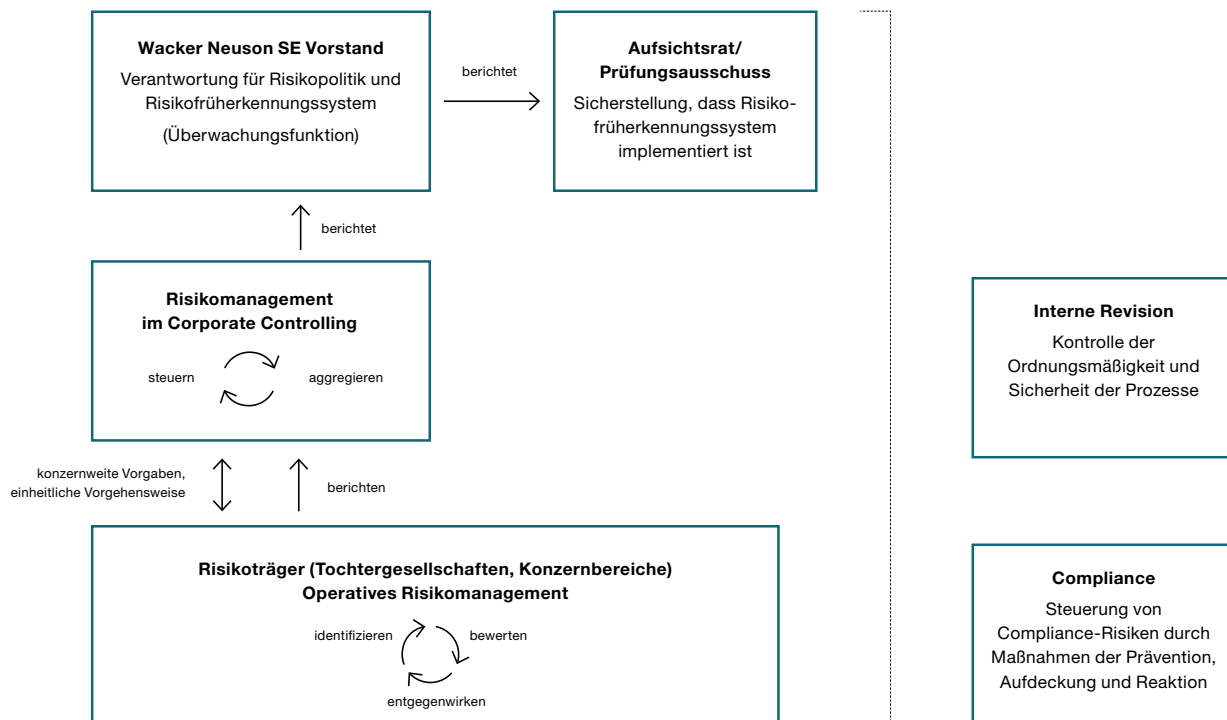 Wacker Neuson SE Vorstand
Verantwortung für Risikopolitik und
Risikofrüherkennungssystem
(Überwachungsfunktion)
berichtet
Aufsichtsrat/
Prüfungsausschuss
Sicherstellung, dass Risiko-
früherkennungssystem
implementiert ist
berichtet
Risikomanagement
im Corporate Controlling
steuern
aggregieren
Interne Revision
Kontrolle der
Ordnungsmäßigkeit und
Sicherheit der Prozesse
konzernweite Vorgaben,
einheitliche Vorgehensweise
berichten
Risikoträger (Tochtergesellschaften, Konzernbereiche)
Operatives Risikomanagement
identifizieren
bewerten
entgegenwirken
Compliance
Steuerung von
Compliance-Risiken durch
Maßnahmen der Prävention,
Aufdeckung und Reaktion